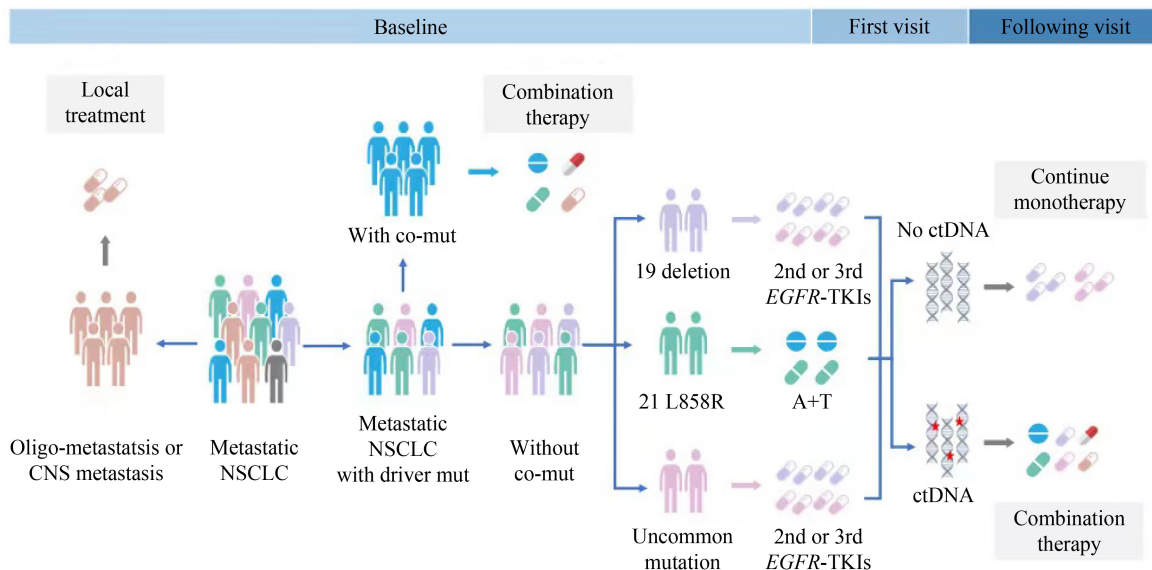 Baseline
First visit
Following visit
Local
treatment
Combination
therapy
With co-mut
19 deletion
2nd or 3rd
EGFR-TKIs
No ctDNA
Continue
monotherapy
21 L858R
A+T
Oligo-metastatsis or
CNS metastasis
Metastatic
NSCLC
Metastatic
NSCLC
with driver mut
Without
co-mut
Uncommon
mutation
2nd or 3rd
EGFR-TKIs
ctDNA
Combination
therapy